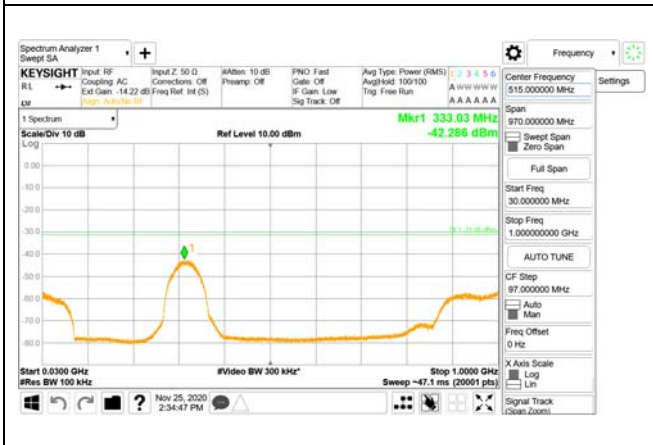 Spectrum Analyzer 1
Swept SA
+
Frequency
KEYSIGHT Input: RF Input Z: 50 Ω #Atten: 10 dB PNO: Fast Avg Type: Power (RMS) 1 2 3 4 5 6
RL Coupling: AC Corrections: Off Preamp: Off Gate: Off Avg|Hold: 100/100 A W W W W W
Ext Gain: -14.22 dB Freq Ref: Int (S) IF Gain: Low Trig: Free Run A A A A A A
Align: Auto/No RF Sig Track: Off
Center Frequency
515.000000 MHz
Settings
Span
970.000000 MHz
Swept Span
Zero Span
Full Span
Start Freq
30.000000 MHz
Stop Freq
1.000000000 GHz
AUTO TUNE
CF Step
97.000000 MHz
Auto
Man
Freq Offset
0 Hz
X Axis Scale
Log
Lin
Signal Track
(Span Zoom)
1 Spectrum
Mkr1 333.03 MHz
Scale/Div 10 dB Ref Level 10.00 dBm -42.286 dBm
Log
0.00
-10.0
-20.0
-30.0
-40.0
1
-50.0
-60.0
-70.0
-80.0
Start 0.0300 GHz #Video BW 300 kHz* Stop 1.0000 GHz
#Res BW 100 kHz Sweep ~47.1 ms (20001 pts)
? Nov 25, 2020
2:34:47 PM